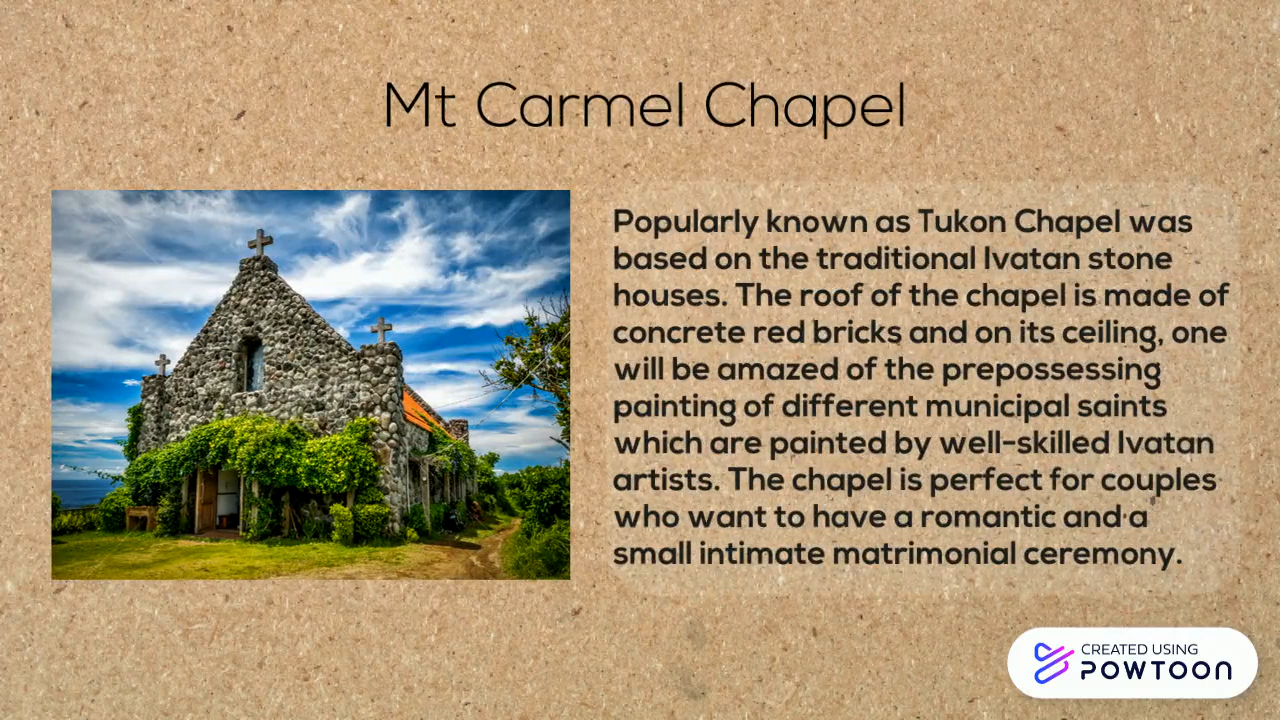 Mt Carmel Chapel
Popularly known as Tukon Chapel was
based on the traditional Ivatan stone
houses. The roof of the chapel is made of
concrete red bricks and on its ceiling, one
will be amazed of the prepossessing
painting of different municipal saints
which are painted by well-skilled Ivatan
artists. The chapel is perfect for couples
who want to have a romantic and a
small intimate matrimonial ceremony.
CREATED USING
POWTOON